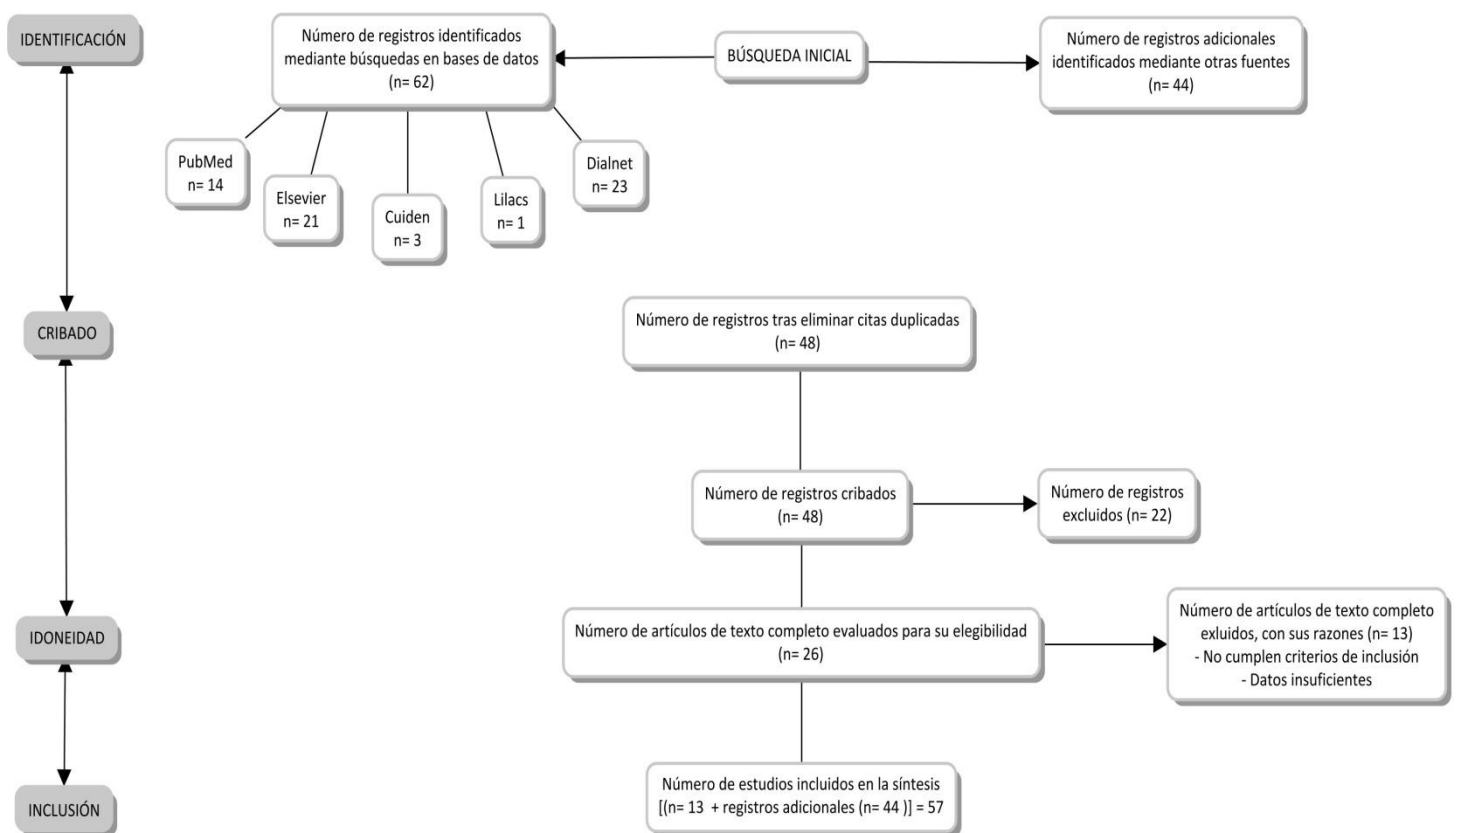 IDENTIFICACIÓN
Número de registros identificados
mediante búsquedas en bases de datos
(n= 62)
BÚSQUEDA INICIAL
Número de registros adicionales
identificados mediante otras fuentes
(n= 44)
PubMed
n= 14
Elsevier
n= 21
Cuiden
n= 3
Lilacs
n= 1
Dialnet
n= 23
CRIBADO
Número de registros tras eliminar citas duplicadas
(n= 48)
Número de registros cribados
(n= 48)
Número de registros
excluidos (n= 22)
IDONEIDAD
Número de artículos de texto completo evaluados para su elegibilidad
(n= 26)
Número de artículos de texto completo
exluidos, con sus razones (n= 13)
- No cumplen criterios de inclusión
- Datos insuficientes
INCLUSIÓN
Número de estudios incluidos en la síntesis
[(n= 13 + registros adicionales (n= 44 )] = 57